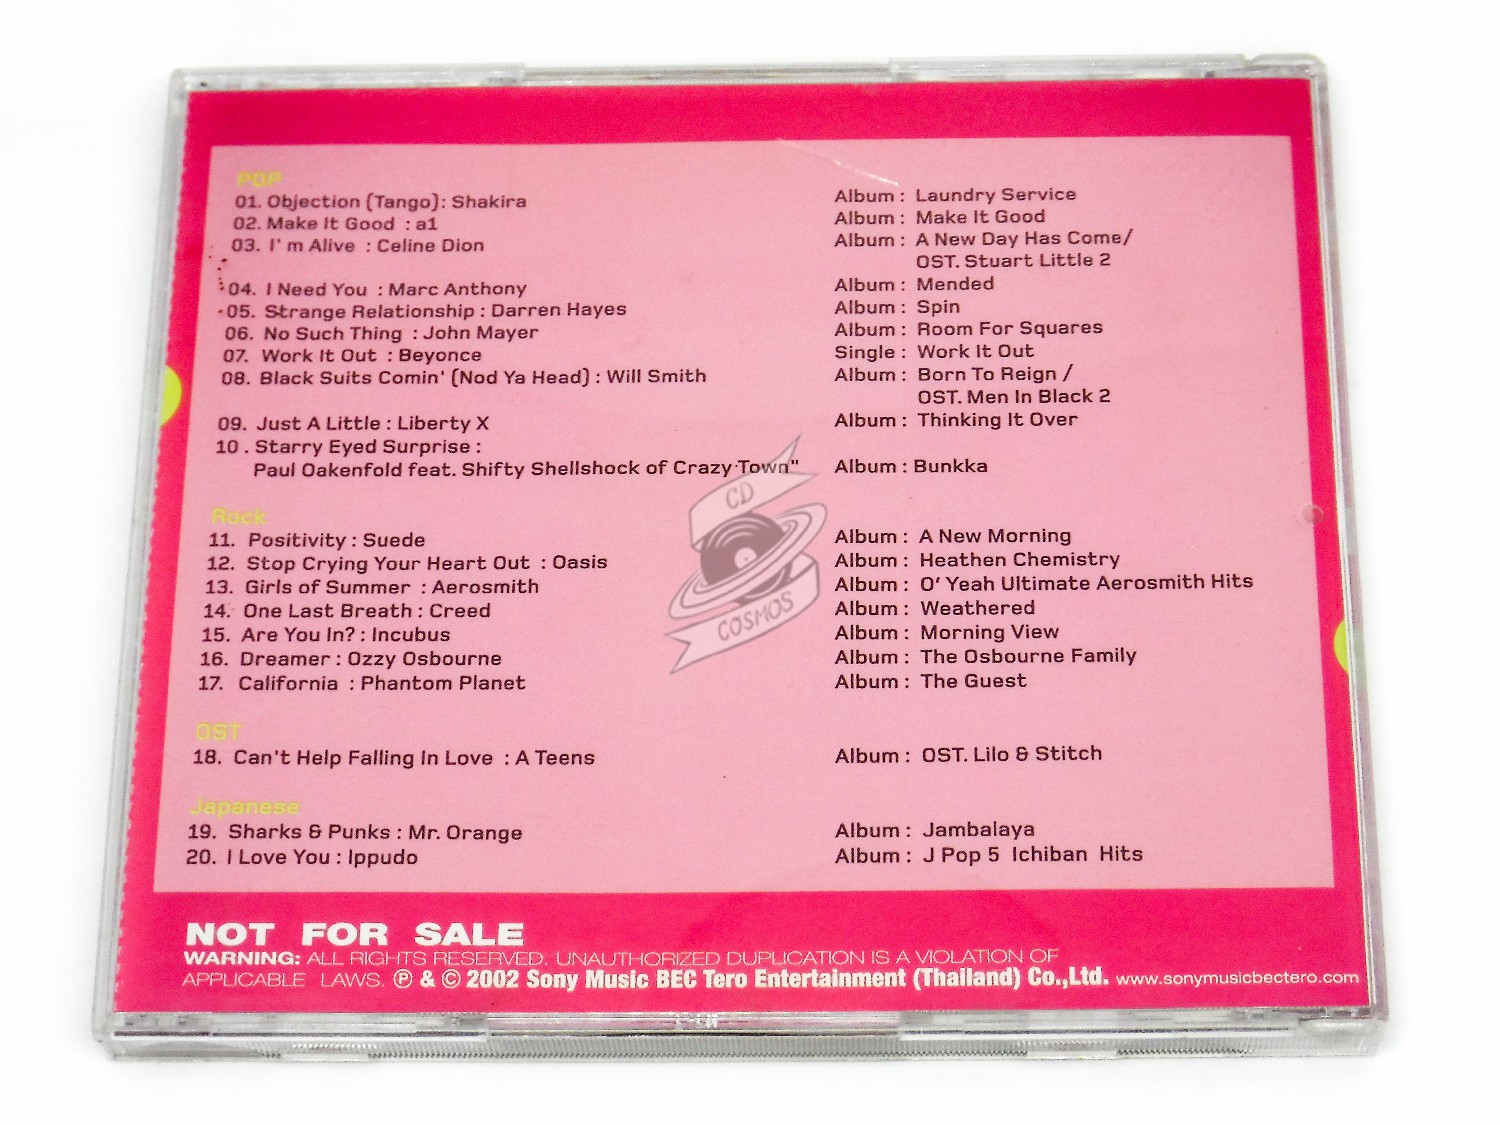 POP
01. Objection (Tango): Shakira Album : Laundry Service
02. Make It Good : a1 Album : Make It Good
03. I' m Alive : Celine Dion Album : A New Day Has Come/
OST. Stuart Little 2
04. I Need You : Marc Anthony Album : Mended
05. Strange Relationship : Darren Hayes Album : Spin
06. No Such Thing : John Mayer Album : Room For Squares
07. Work It Out : Beyonce Single : Work It Out
08. Black Suits Comin' (Nod Ya Head) : Will Smith Album : Born To Reign /
OST. Men In Black 2
09. Just A Little : Liberty X Album : Thinking It Over
10 . Starry Eyed Surprise :
Paul Oakenfold feat. Shifty Shellshock of Crazy Town" Album : Bunkka
CD
COSMOS
Rock
11. Positivity : Suede Album : A New Morning
12. Stop Crying Your Heart Out : Oasis Album : Heathen Chemistry
13. Girls of Summer : Aerosmith Album : O' Yeah Ultimate Aerosmith Hits
14. One Last Breath : Creed Album : Weathered
15. Are You In? : Incubus Album : Morning View
16. Dreamer : Ozzy Osbourne Album : The Osbourne Family
17. California : Phantom Planet Album : The Guest
OST
18. Can't Help Falling In Love : A Teens Album : OST. Lilo & Stitch
Japanese
19. Sharks & Punks : Mr. Orange Album : Jambalaya
20. I Love You : Ippudo Album : J Pop 5 Ichiban Hits
NOT FOR SALE
WARNING: ALL RIGHTS RESERVED. UNAUTHORIZED DUPLICATION IS A VIOLATION OF
APPLICABLE LAWS. ℗ & © 2002 Sony Music BEC Tero Entertainment (Thailand) Co.,Ltd. www.sonymusicbectero.com